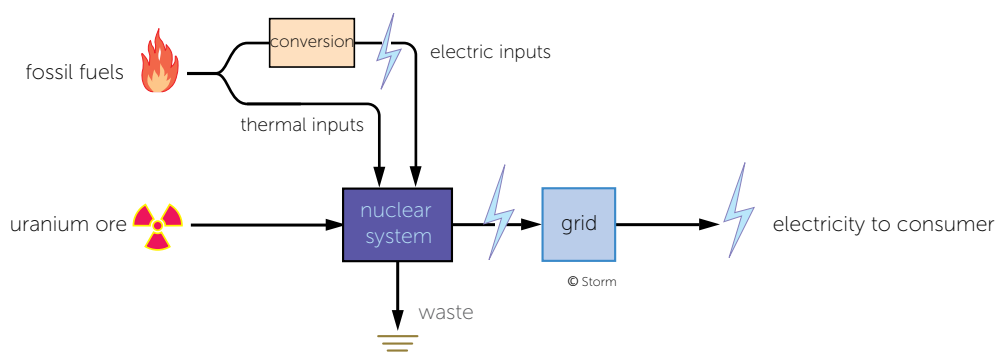 conversion
electric inputs
fossil fuels
thermal inputs
uranium ore
nuclear
system
grid
electricity to consumer
© Storm
waste